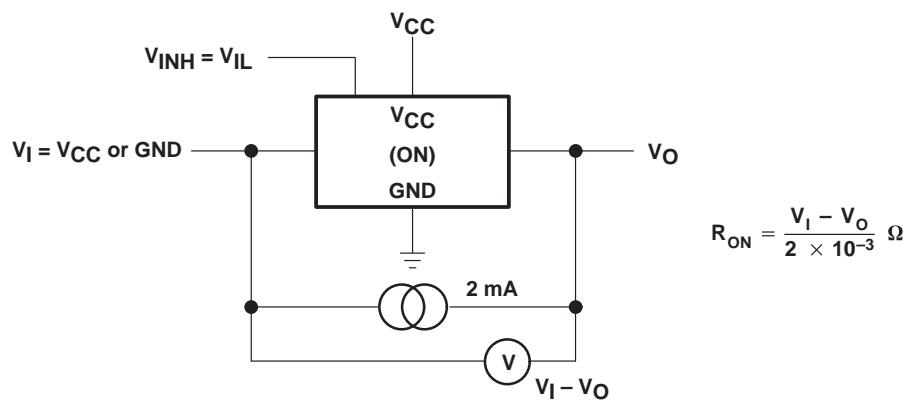 VCC
VINH = VIL
VCC
VI = VCC or GND
(ON)
VO
GND
RON = VI – VO / 2 × 10–3 Ω
2 mA
V
VI – VO